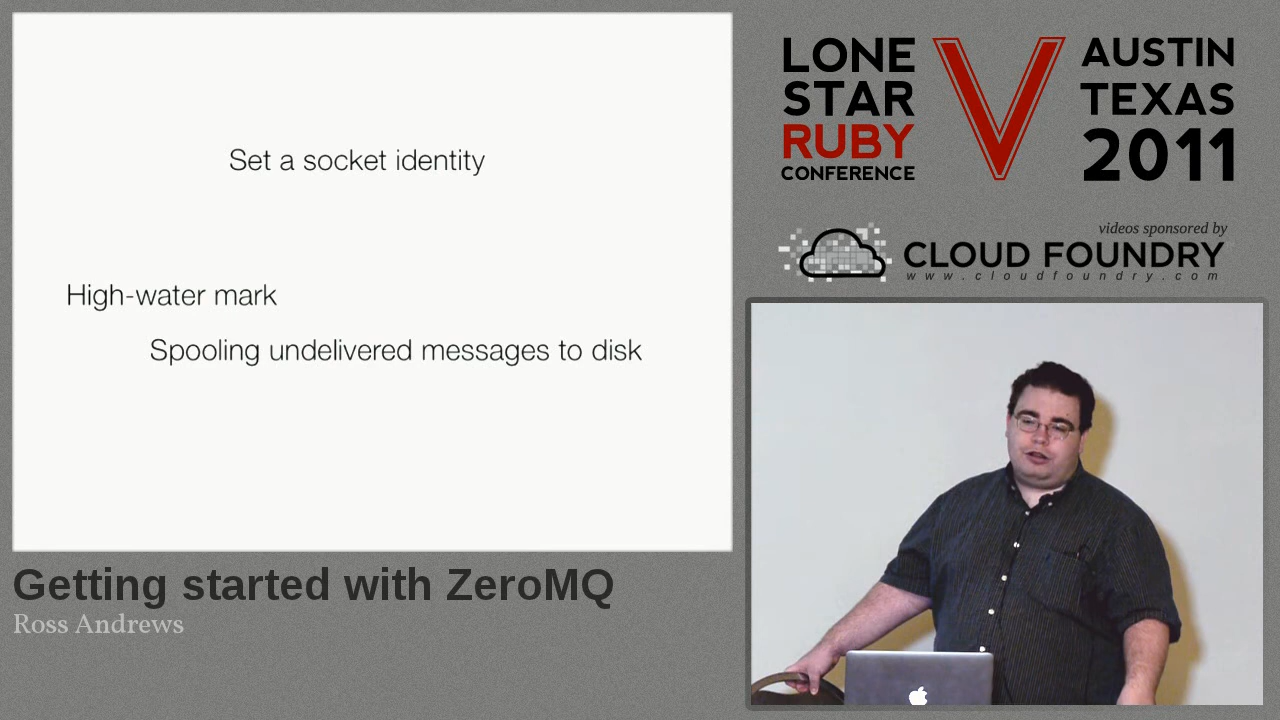 Set a socket identity
High-water mark
Spooling undelivered messages to disk
Getting started with ZeroMQ
Ross Andrews
LONE
STAR
RUBY
CONFERENCE
V
AUSTIN
TEXAS
2011
videos sponsored by
CLOUD FOUNDRY
www.cloudfoundry.com